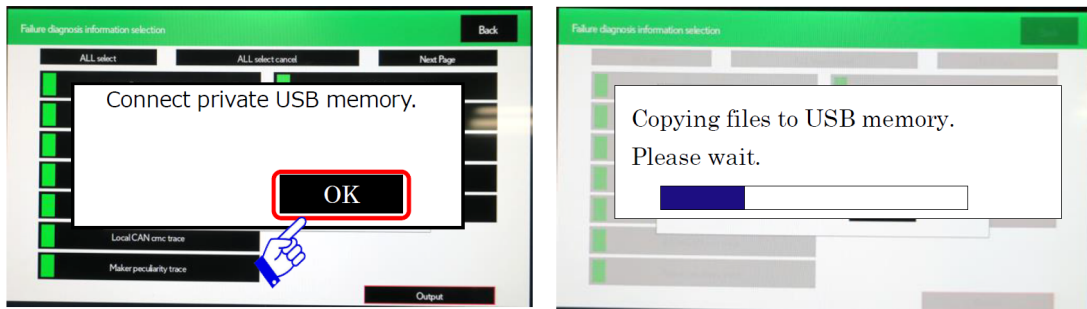 Failure diagnosis information selection
Back
ALL select
ALL select cancel
Next Page
Connect private USB memory.
OK
Local CAN cmc trace
Maker peculiarity trace
Output
Failure diagnosis information selection
Copying files to USB memory.
Please wait.